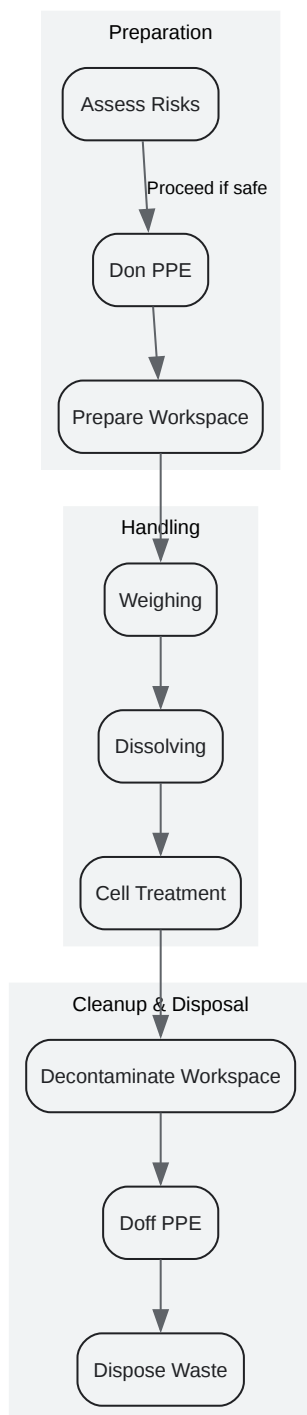 Preparation
Assess Risks
Proceed if safe
Don PPE
Prepare Workspace
Handling
Weighing
Dissolving
Cell Treatment
Cleanup & Disposal
Decontaminate Workspace
Doff PPE
Dispose Waste